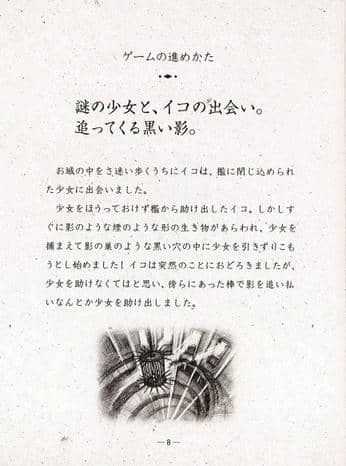 ゲームの進めかた
謎の少女と、イコの出会い。
追ってくる黒い影。
お城の中をさ迷い歩くうちにイコは、檻に閉じ込められ
た少女に出会いました。
少女をほうっておけず檻から助け出したイコ。しかしす
ぐに影のような煙のような形の生き物があらわれ、少女を
捕まえて影の巣のような黒い穴の中に少女を引きずりこも
うとし始めました!イコは突然のことにおどろきましたが、
少女を助けなくてはと思い、傍らにあった棒で影を追い払
いなんとか少女を助け出しました。
—8—